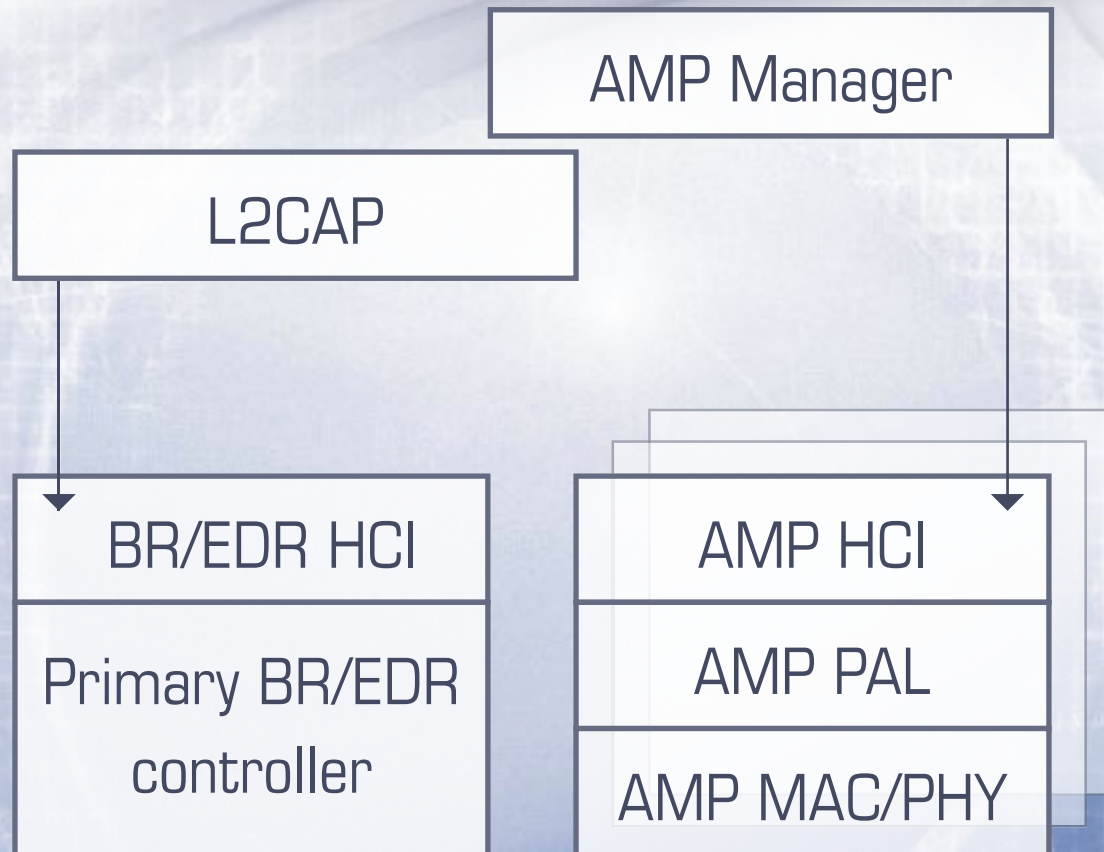 AMP Manager
L2CAP
BR/EDR HCI
Primary BR/EDR
controller
AMP HCI
AMP PAL
AMP MAC/PHY